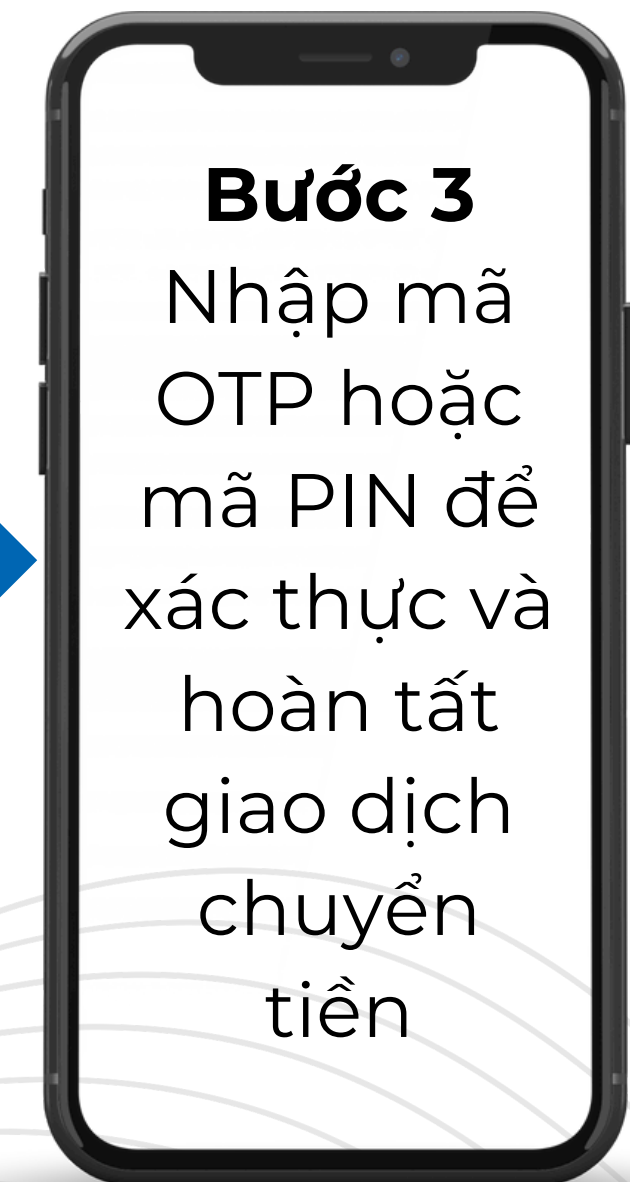 Bước 3
Nhập mã
OTP hoặc
mã PIN để
xác thực và
hoàn tất
giao dịch
chuyển
tiền